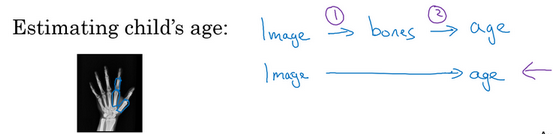 Estimating child's age:
Image ① → bones ② → age
Image → age ←